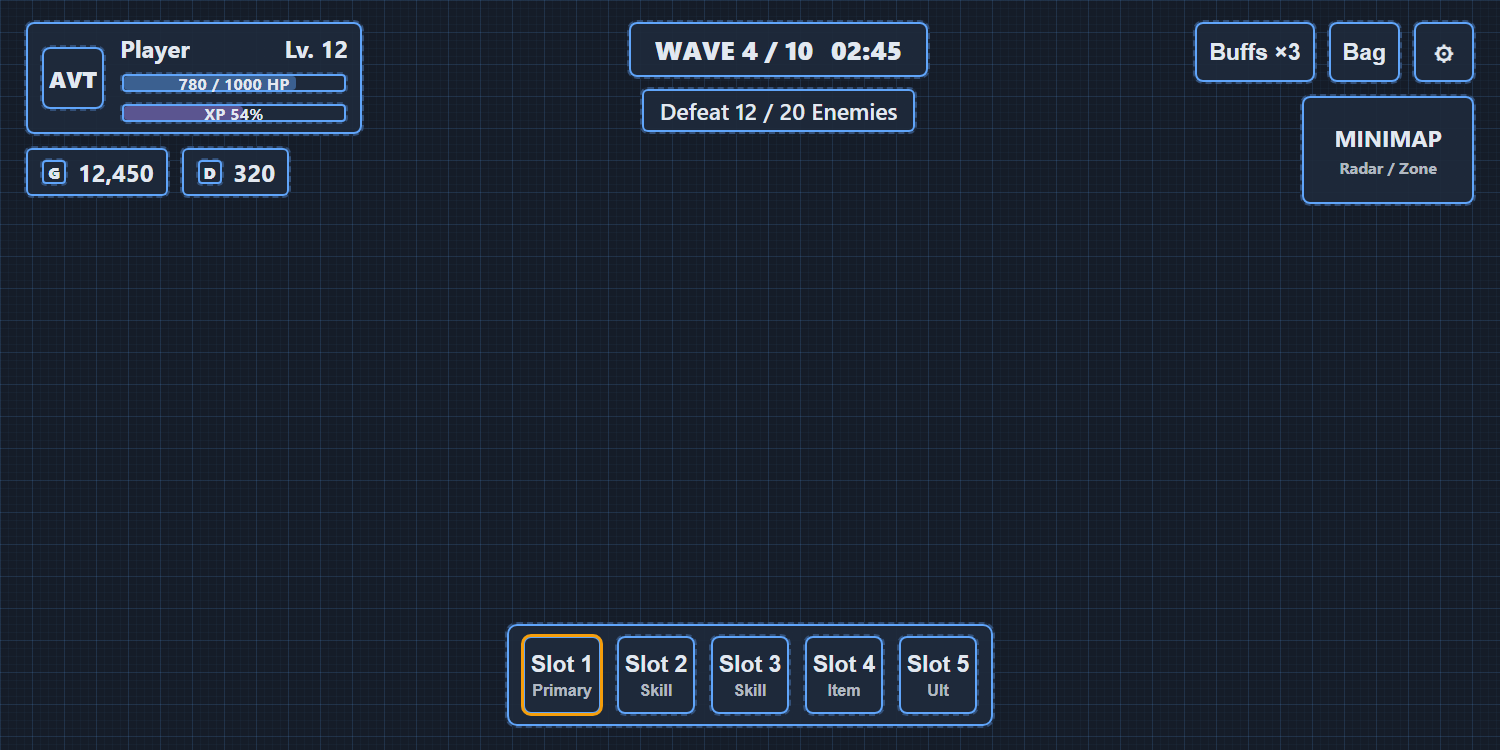 AVT
Player Lv. 12
780 / 1000 HP
XP 54%
G 12,450
D 320
WAVE 4 / 10 02:45
Defeat 12 / 20 Enemies
Buffs ×3
Bag
MINIMAP
Radar / Zone
Slot 1
Primary
Slot 2
Skill
Slot 3
Skill
Slot 4
Item
Slot 5
Ult